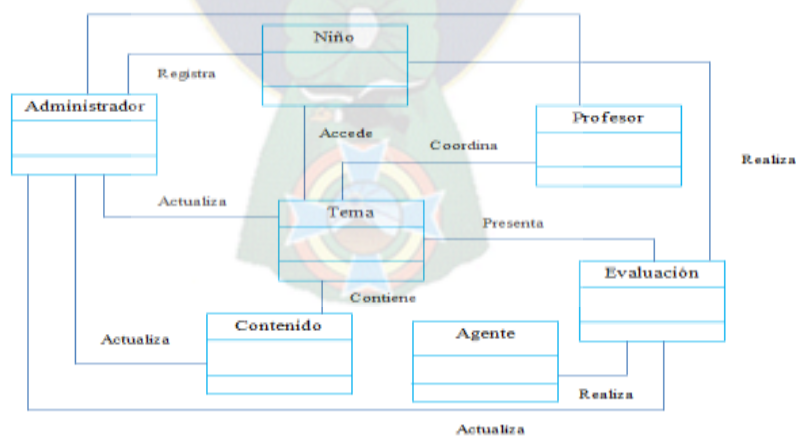 Niño
Registra
Administrador
Accede
Profesor
Coordina
Realiza
Actualiza
Tema
Presenta
Evaluación
Contiene
Contenido
Agente
Actualiza
Realiza
Actualiza